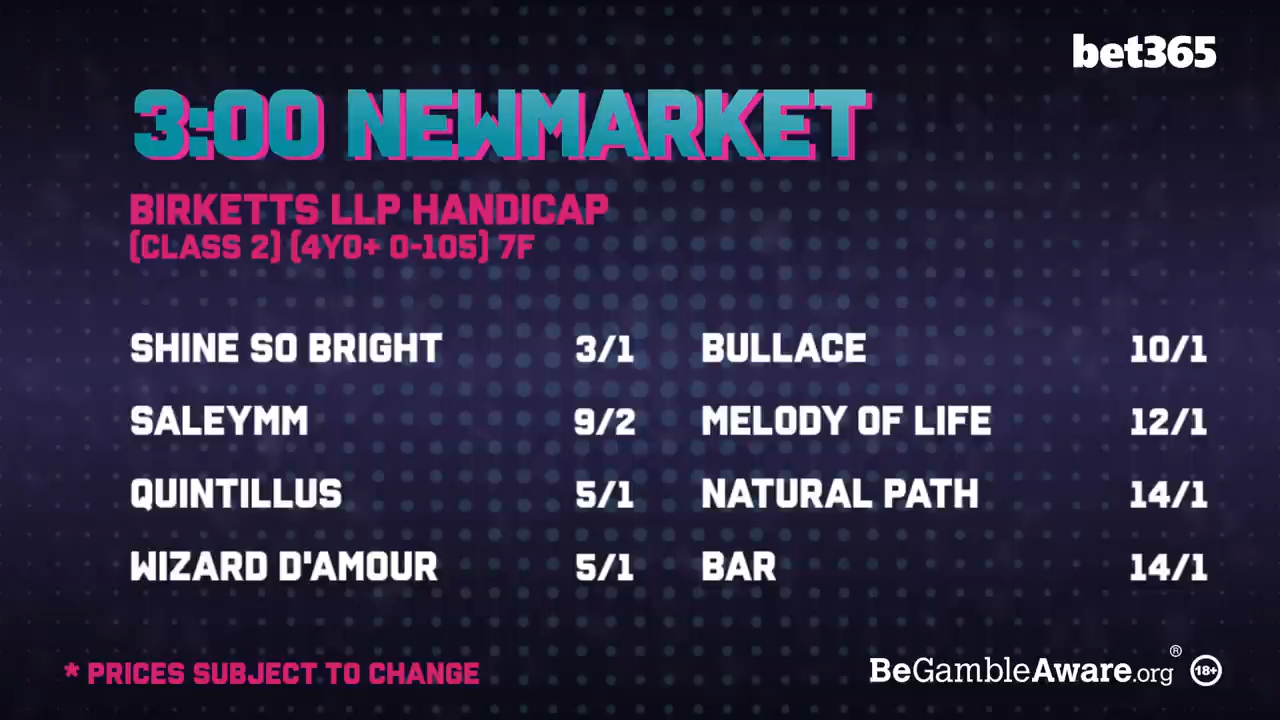 bet365
3:00 NEWMARKET
BIRKETTS LLP HANDICAP
(CLASS 2) (4YO+ 0-105) 7F
SHINE SO BRIGHT 3/1 BULLACE 10/1
SALEYMM 9/2 MELODY OF LIFE 12/1
QUINTILLUS 5/1 NATURAL PATH 14/1
WIZARD D'AMOUR 5/1 BAR 14/1
* PRICES SUBJECT TO CHANGE BeGambleAware.org® 18+